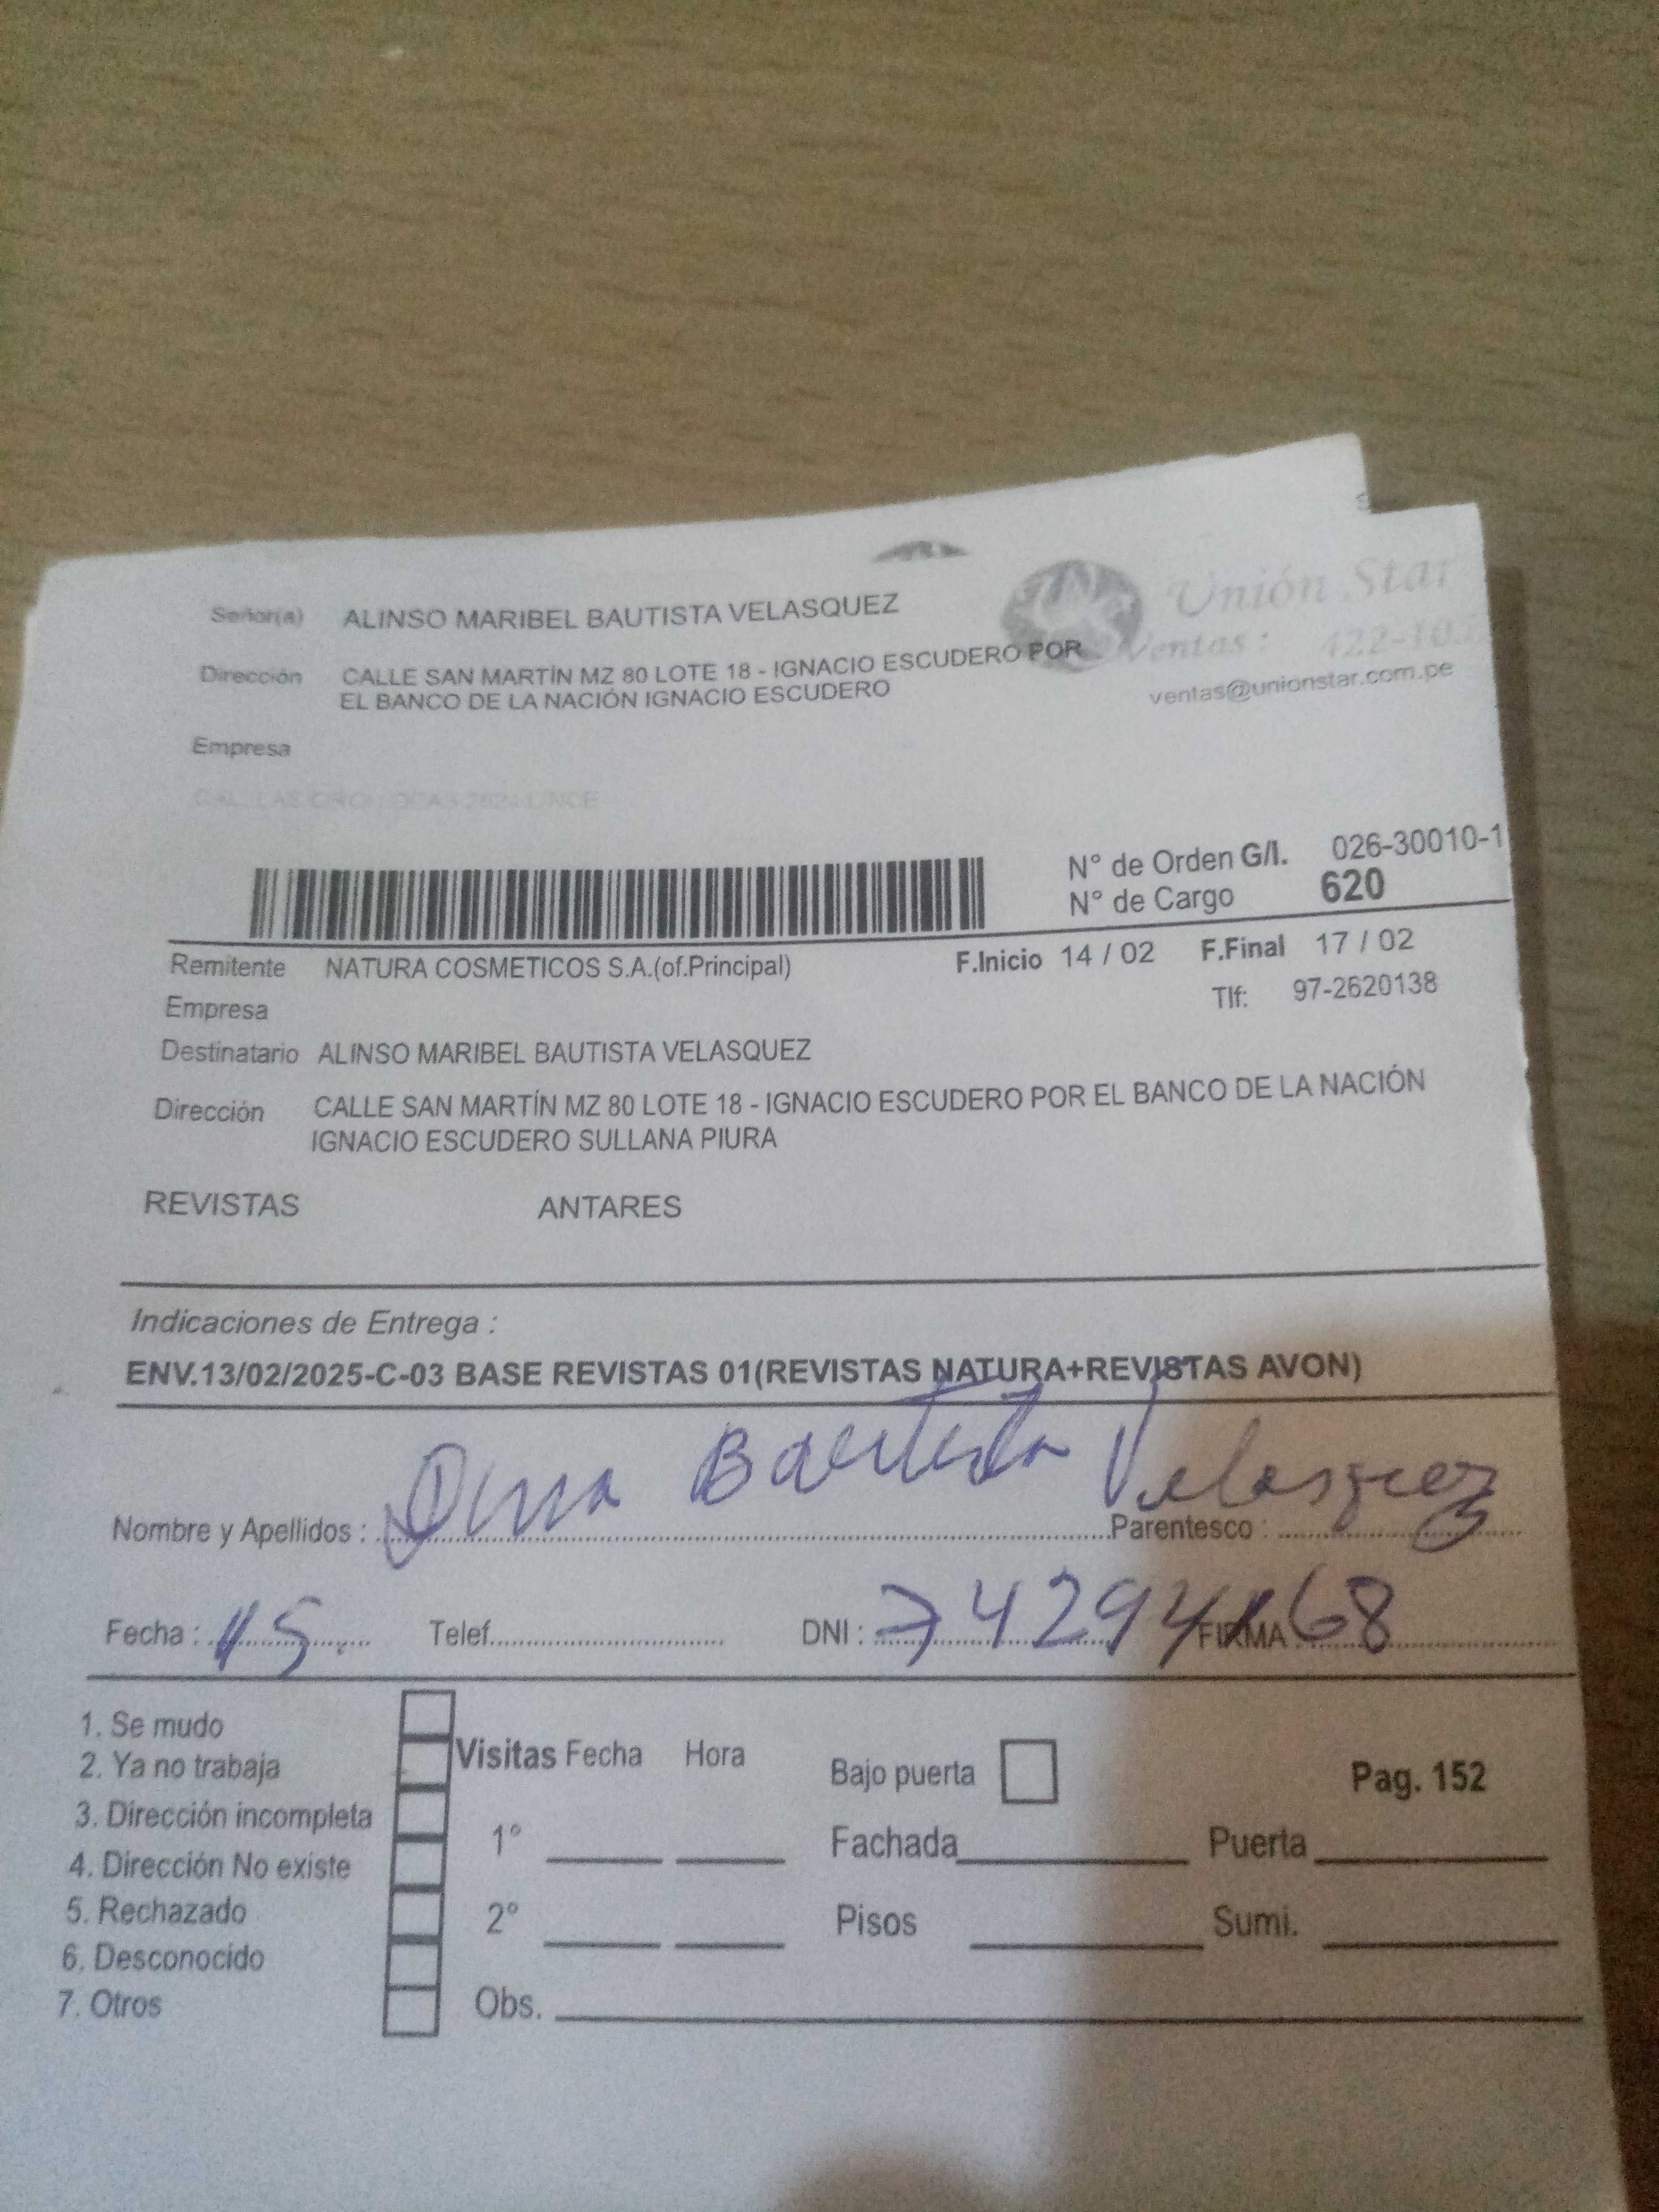 Señor(a) ALINSO MARIBEL BAUTISTA VELASQUEZ
Unión Star
Ventas : 422-10
Dirección CALLE SAN MARTÍN MZ 80 LOTE 18 - IGNACIO ESCUDERO POR
EL BANCO DE LA NACIÓN IGNACIO ESCUDERO
ventas@unionstar.com.pe
Empresa
N° de Orden G/I. 026-30010-1
N° de Cargo 620
Remitente NATURA COSMETICOS S.A.(of.Principal) F.Inicio 14 / 02 F.Final 17 / 02
Empresa Tlf: 97-2620138
Destinatario ALINSO MARIBEL BAUTISTA VELASQUEZ
Dirección CALLE SAN MARTÍN MZ 80 LOTE 18 - IGNACIO ESCUDERO POR EL BANCO DE LA NACIÓN
IGNACIO ESCUDERO SULLANA PIURA
REVISTAS ANTARES
Indicaciones de Entrega :
ENV.13/02/2025-C-03 BASE REVISTAS 01(REVISTAS NATURA+REVISTAS AVON)
Bautista Velasquez
Nombre y Apellidos : Parentesco :
Fecha : 15. Telef. DNI : 74294168 FIRMA
1. Se mudo
2. Ya no trabaja
3. Dirección incompleta
4. Dirección No existe
5. Rechazado
6. Desconocido
7. Otros
Visitas Fecha Hora
1°
2°
Obs.
Bajo puerta Pag. 152
Fachada Puerta
Pisos Sumi.